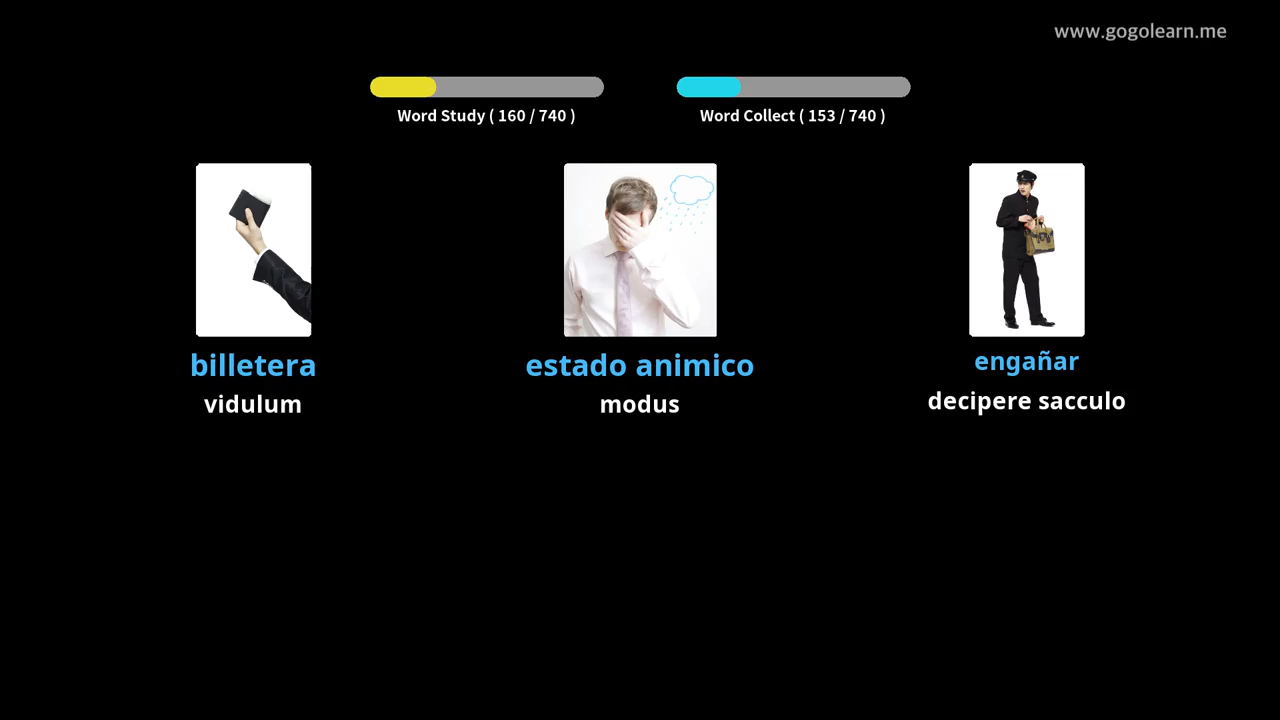 www.gogolearn.me
Word Study ( 160 / 740 )
Word Collect ( 153 / 740 )
billetera
vidulum
estado animico
modus
engañar
decipere sacculo